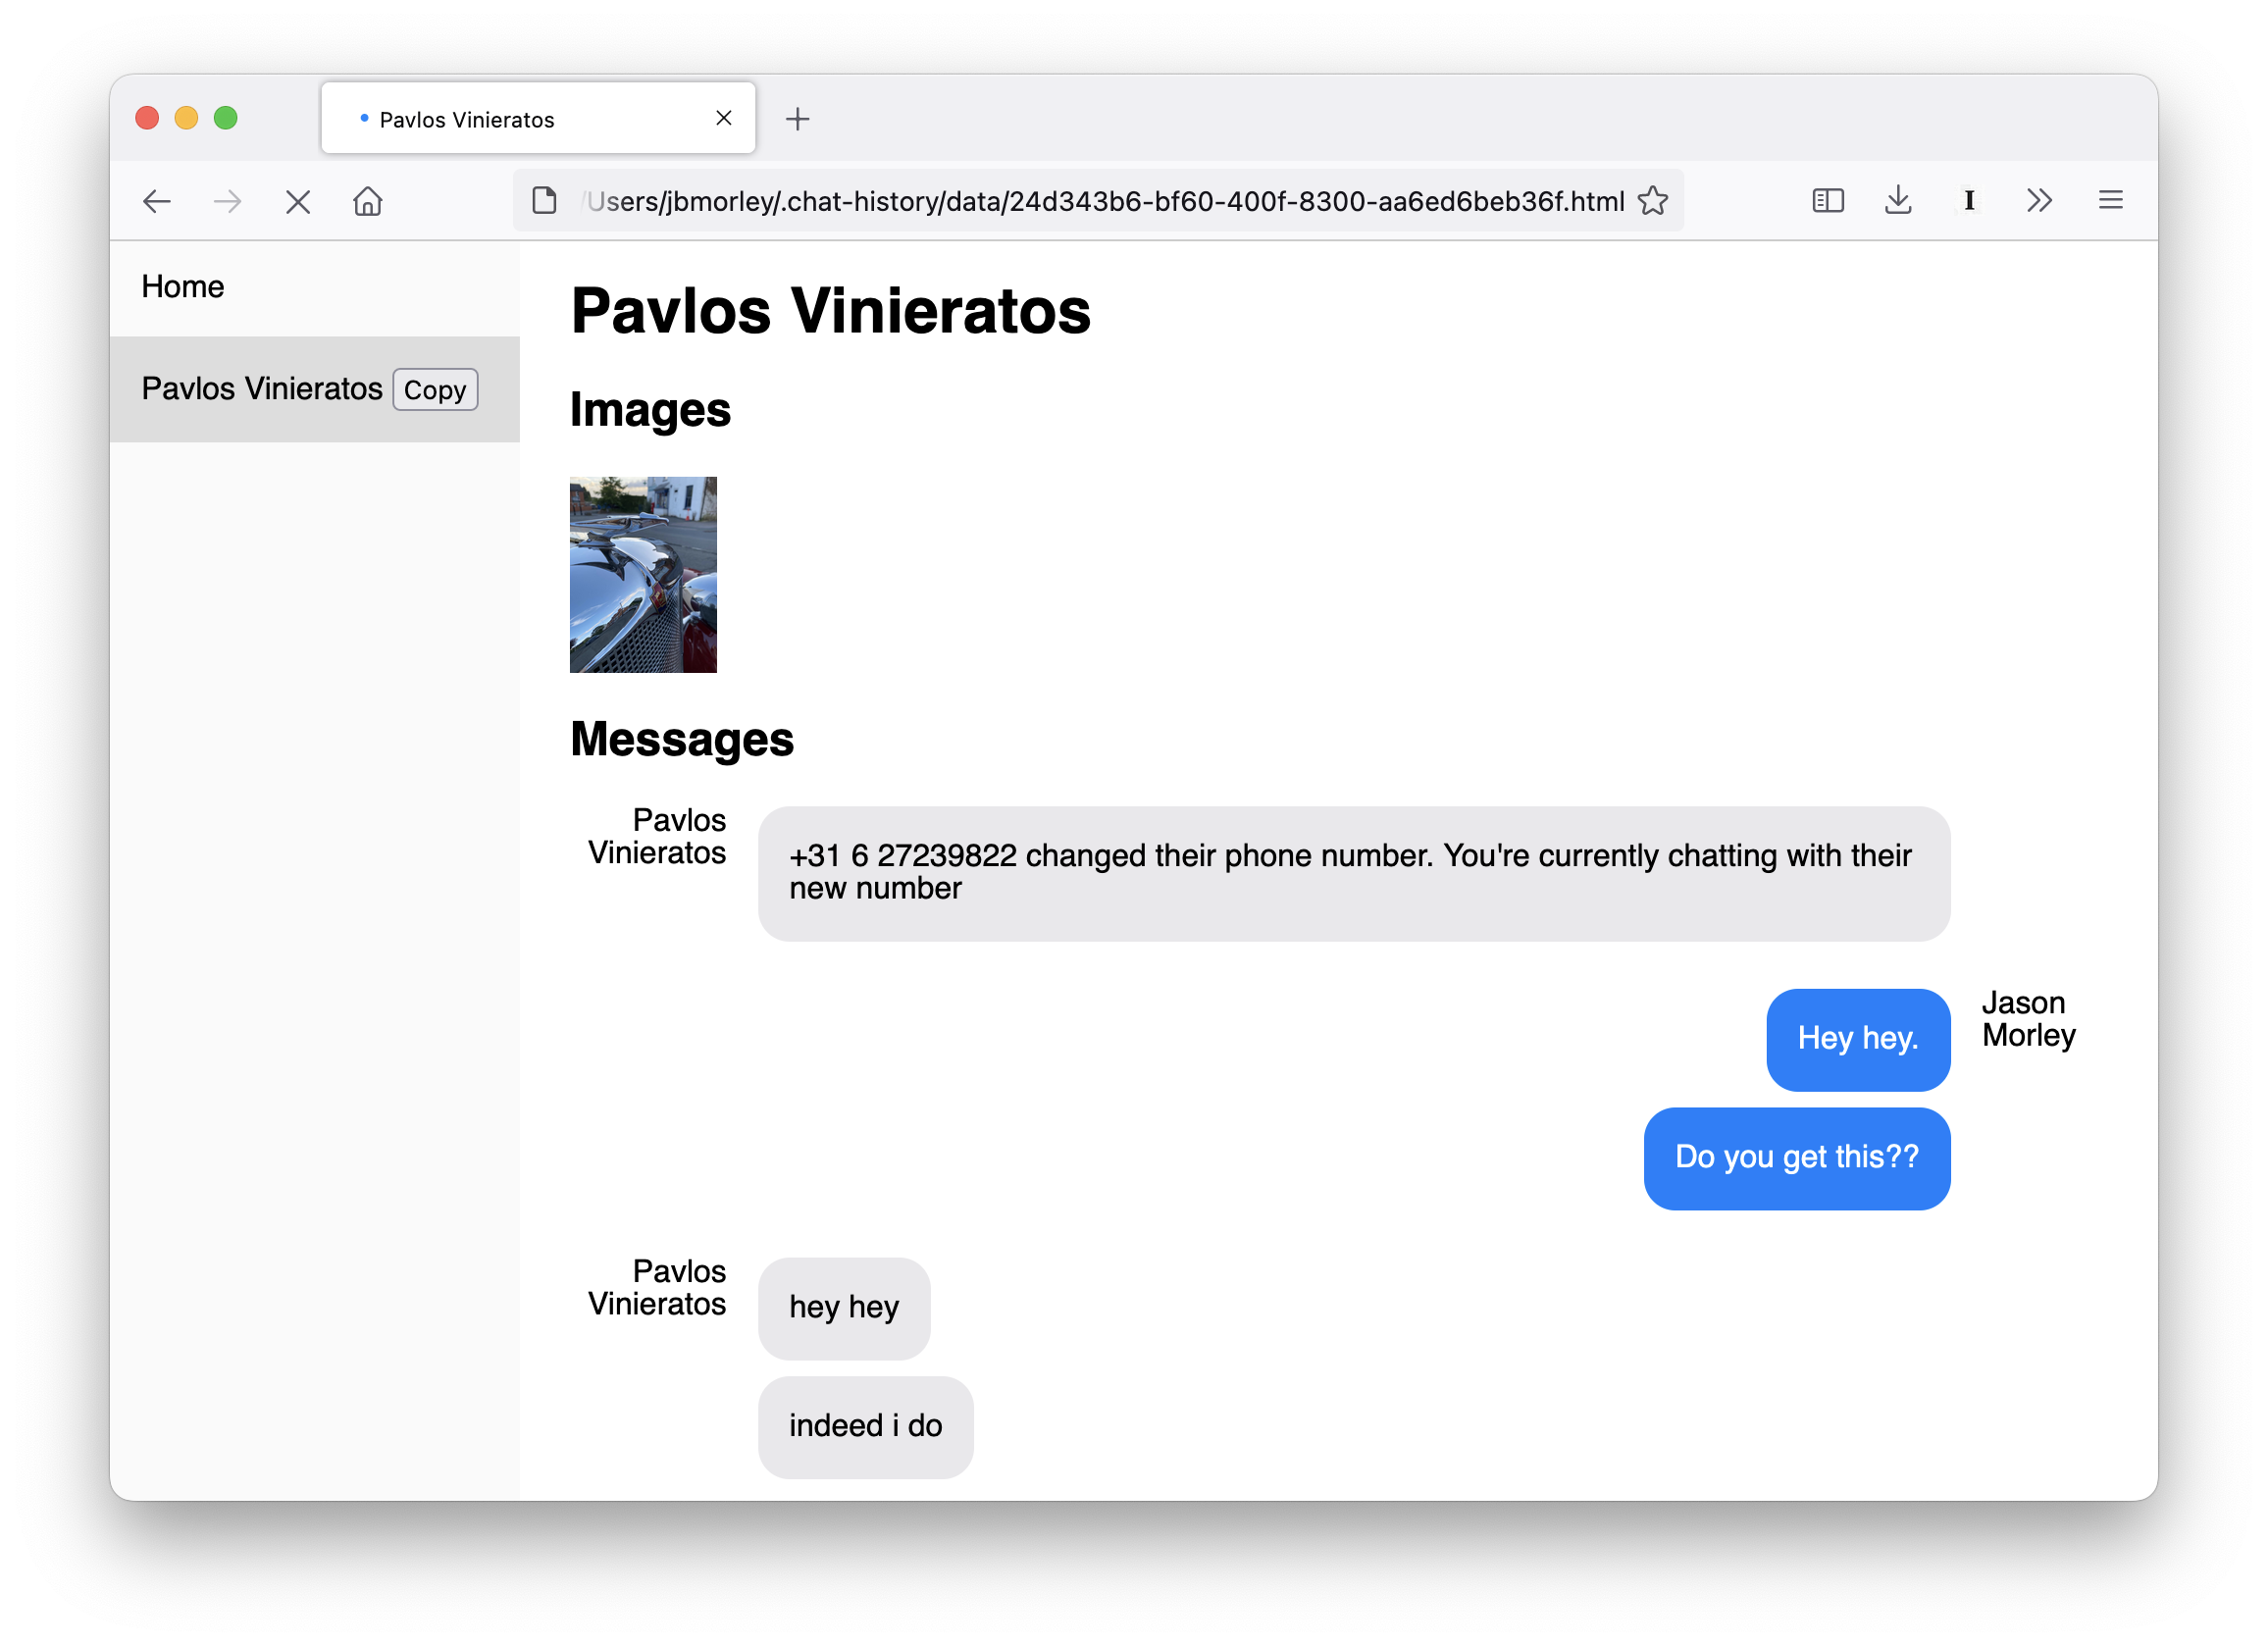 Pavlos Vinieratos
/Users/jbmorley/.chat-history/data/24d343b6-bf60-400f-8300-aa6ed6beb36f.html
Home
Pavlos Vinieratos Copy
Pavlos Vinieratos
Images
Messages
Pavlos
Vinieratos
+31 6 27239822 changed their phone number. You're currently chatting with their
new number
Jason
Morley
Hey hey.
Do you get this??
Pavlos
Vinieratos
hey hey
indeed i do